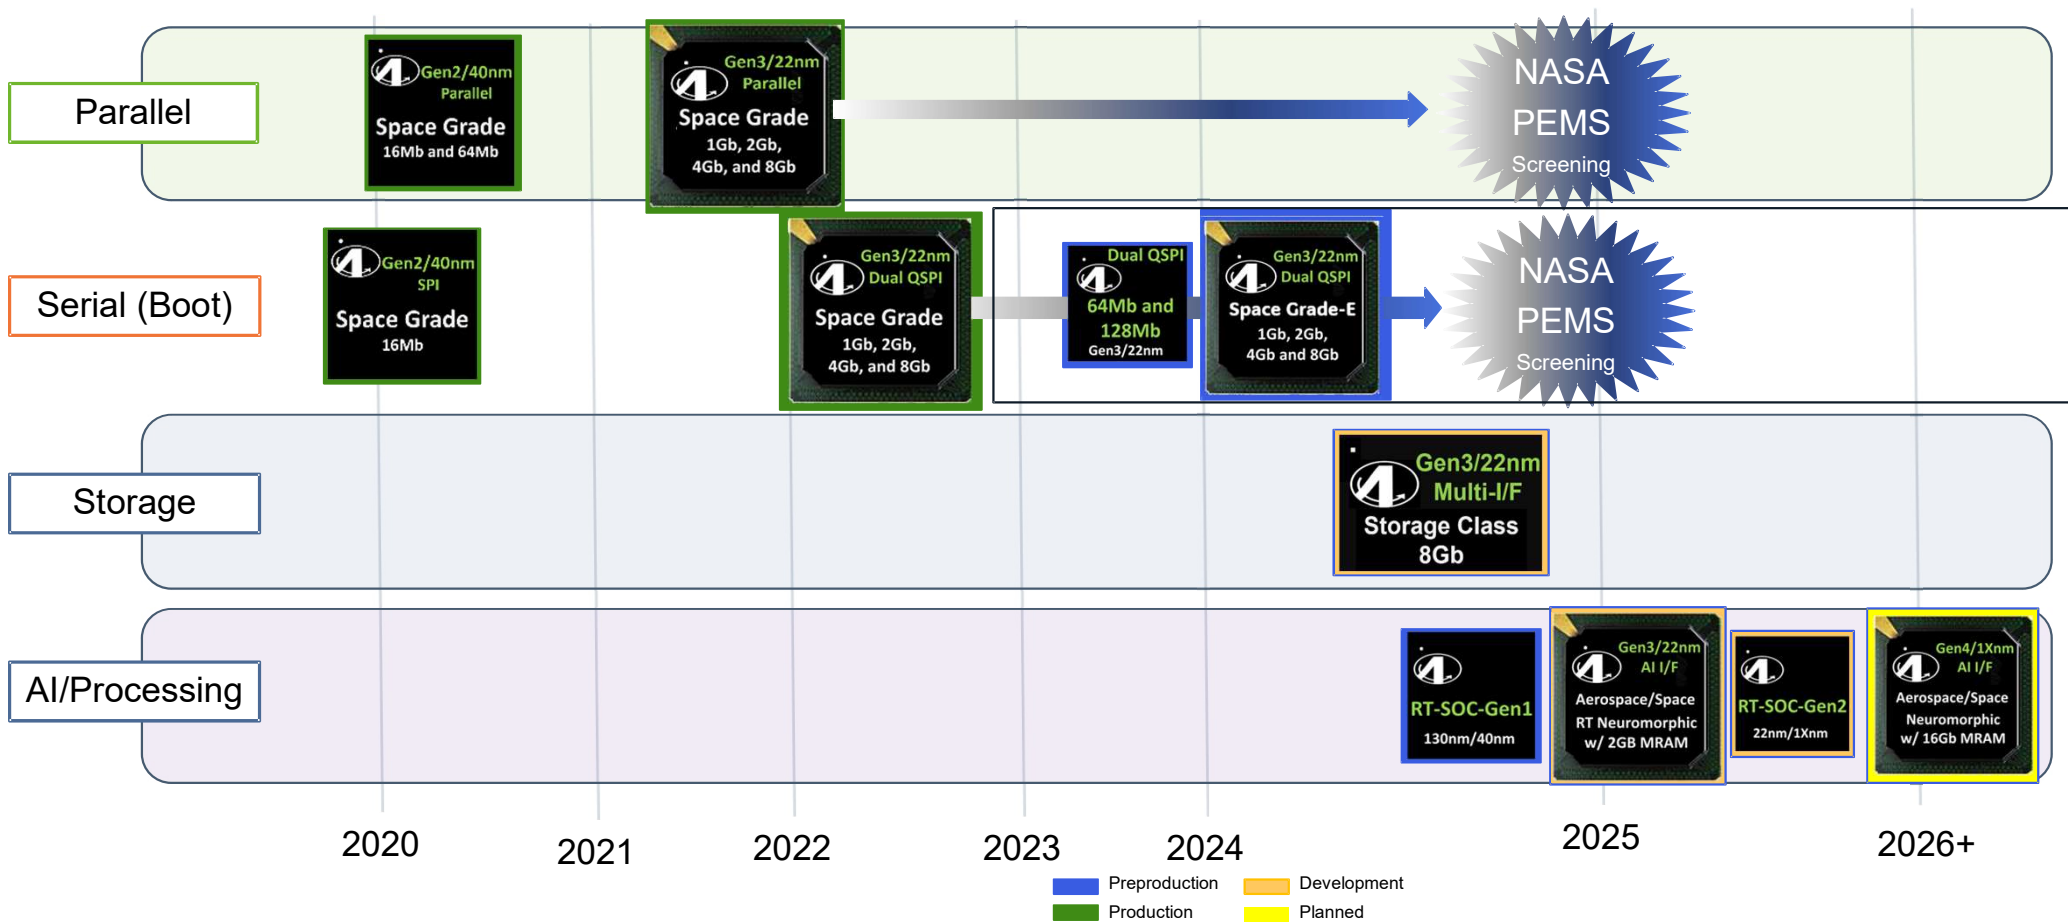 Parallel
Gen2/40nm
Parallel
Space Grade
16Mb and 64Mb
Gen3/22nm
Parallel
Space Grade
1Gb, 2Gb,
4Gb, and 8Gb
NASA
PEMS
Screening
Serial (Boot)
Gen2/40nm
SPI
Space Grade
16Mb
Gen3/22nm
Dual QSPI
Space Grade
1Gb, 2Gb,
4Gb, and 8Gb
Dual QSPI
64Mb and
128Mb
Gen3/22nm
Gen3/22nm
Dual QSPI
Space Grade-E
1Gb, 2Gb,
4Gb and 8Gb
NASA
PEMS
Screening
Storage
Gen3/22nm
Multi-I/F
Storage Class
8Gb
AI/Processing
RT-SOC-Gen1
130nm/40nm
Gen3/22nm
AI I/F
Aerospace/Space
RT Neuromorphic
w/ 2GB MRAM
RT-SOC-Gen2
22nm/1Xnm
Gen4/1Xnm
AI I/F
Aerospace/Space
Neuromorphic
w/ 16Gb MRAM
2020
2021
2022
2023
2024
2025
2026+
Preproduction
Development
Production
Planned